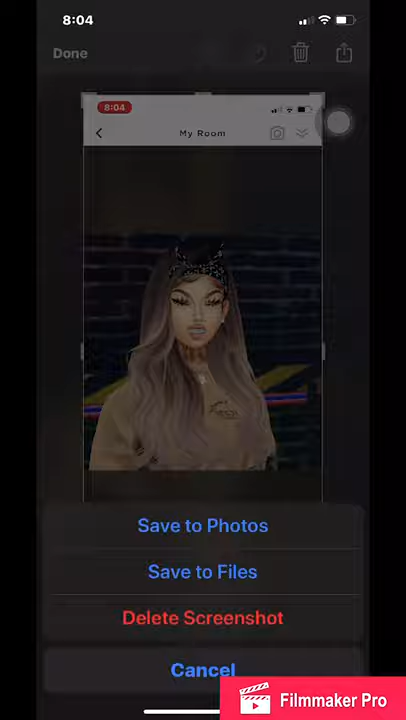 8:04
Done
8:04
My Room
Save to Photos
Save to Files
Delete Screenshot
Cancel
Filmmaker Pro